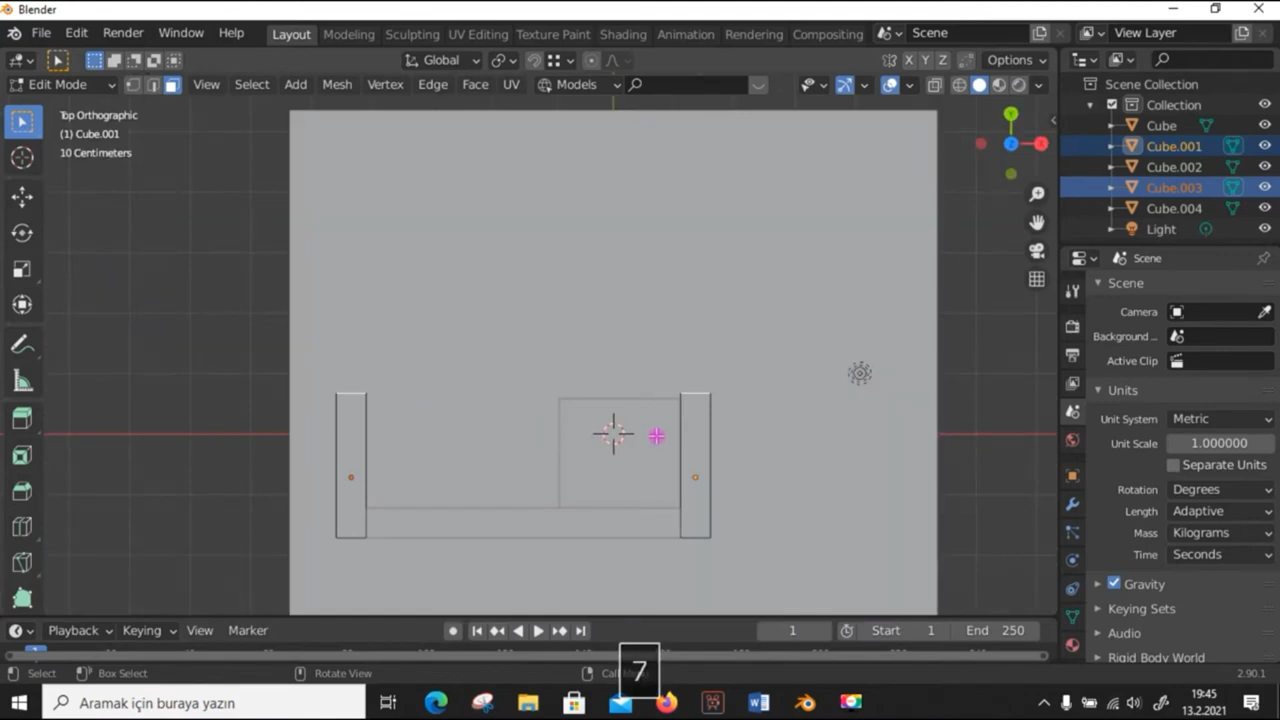 Blender
File Edit Render Window Help Layout Modeling Sculpting UV Editing Texture Paint Shading Animation Rendering Compositing Scene View Layer
Global X Y Z Options
Edit Mode View Select Add Mesh Vertex Edge Face UV Models
Top Orthographic
(1) Cube.001
10 Centimeters
Y
Z
X
Scene Collection
Collection
Cube
Cube.001
Cube.002
Cube.003
Cube.004
Light
Scene
Scene
Camera
Background ...
Active Clip
Units
Unit System Metric
Unit Scale 1.000000
Separate Units
Rotation Degrees
Length Adaptive
Mass Kilograms
Time Seconds
Gravity
Keying Sets
Audio
Rigid Body World
Playback Keying View Marker 1 Start 1 End 250
Select Box Select Rotate View 7 2.90.1
Aramak için buraya yazın
19:45
13.2.2021